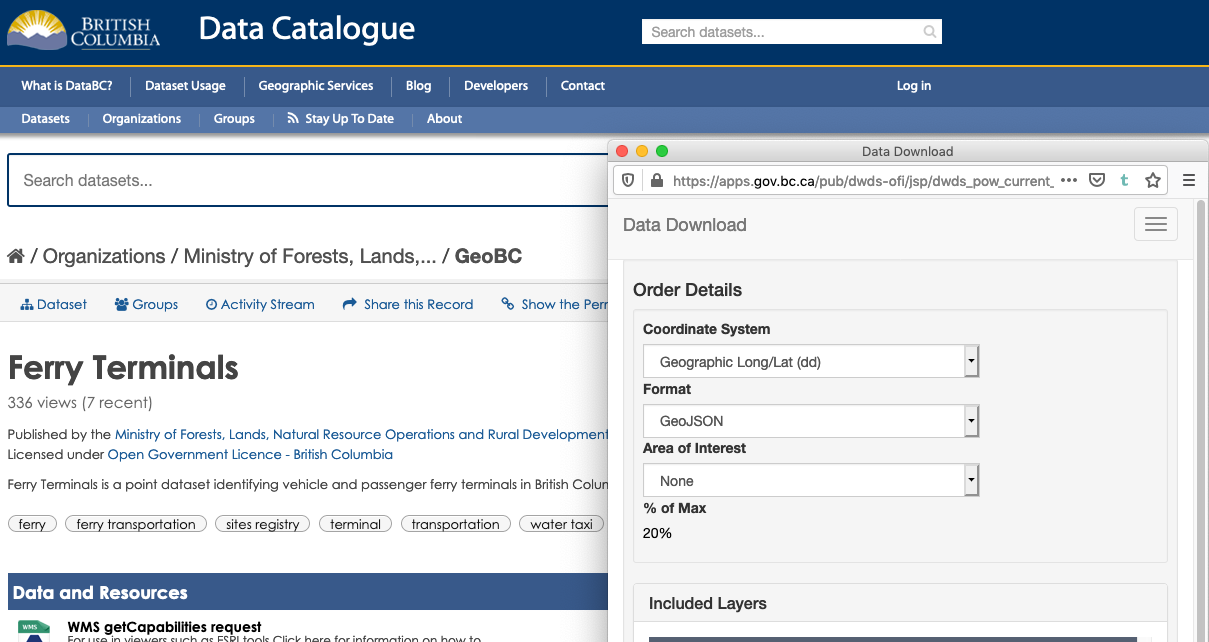 BRITISH COLUMBIA
Data Catalogue
Search datasets...
What is DataBC?
Dataset Usage
Geographic Services
Blog
Developers
Contact
Log in
Datasets
Organizations
Groups
Stay Up To Date
About
Search datasets...
/ Organizations / Ministry of Forests, Lands,... / GeoBC
Dataset
Groups
Activity Stream
Share this Record
Show the Perr
Ferry Terminals
336 views (7 recent)
Published by the Ministry of Forests, Lands, Natural Resource Operations and Rural Development
Licensed under Open Government Licence - British Columbia
Ferry Terminals is a point dataset identifying vehicle and passenger ferry terminals in British Colum
ferry
ferry transportation
sites registry
terminal
transportation
water taxi
Data and Resources
WMS
WMS getCapabilities request
For use in viewers such as ESRI tools Click here for information on how to
Data Download
https://apps.gov.bc.ca/pub/dwds-ofi/jsp/dwds_pow_current_
t
Data Download
Order Details
Coordinate System
Geographic Long/Lat (dd)
Format
GeoJSON
Area of Interest
None
% of Max
20%
Included Layers